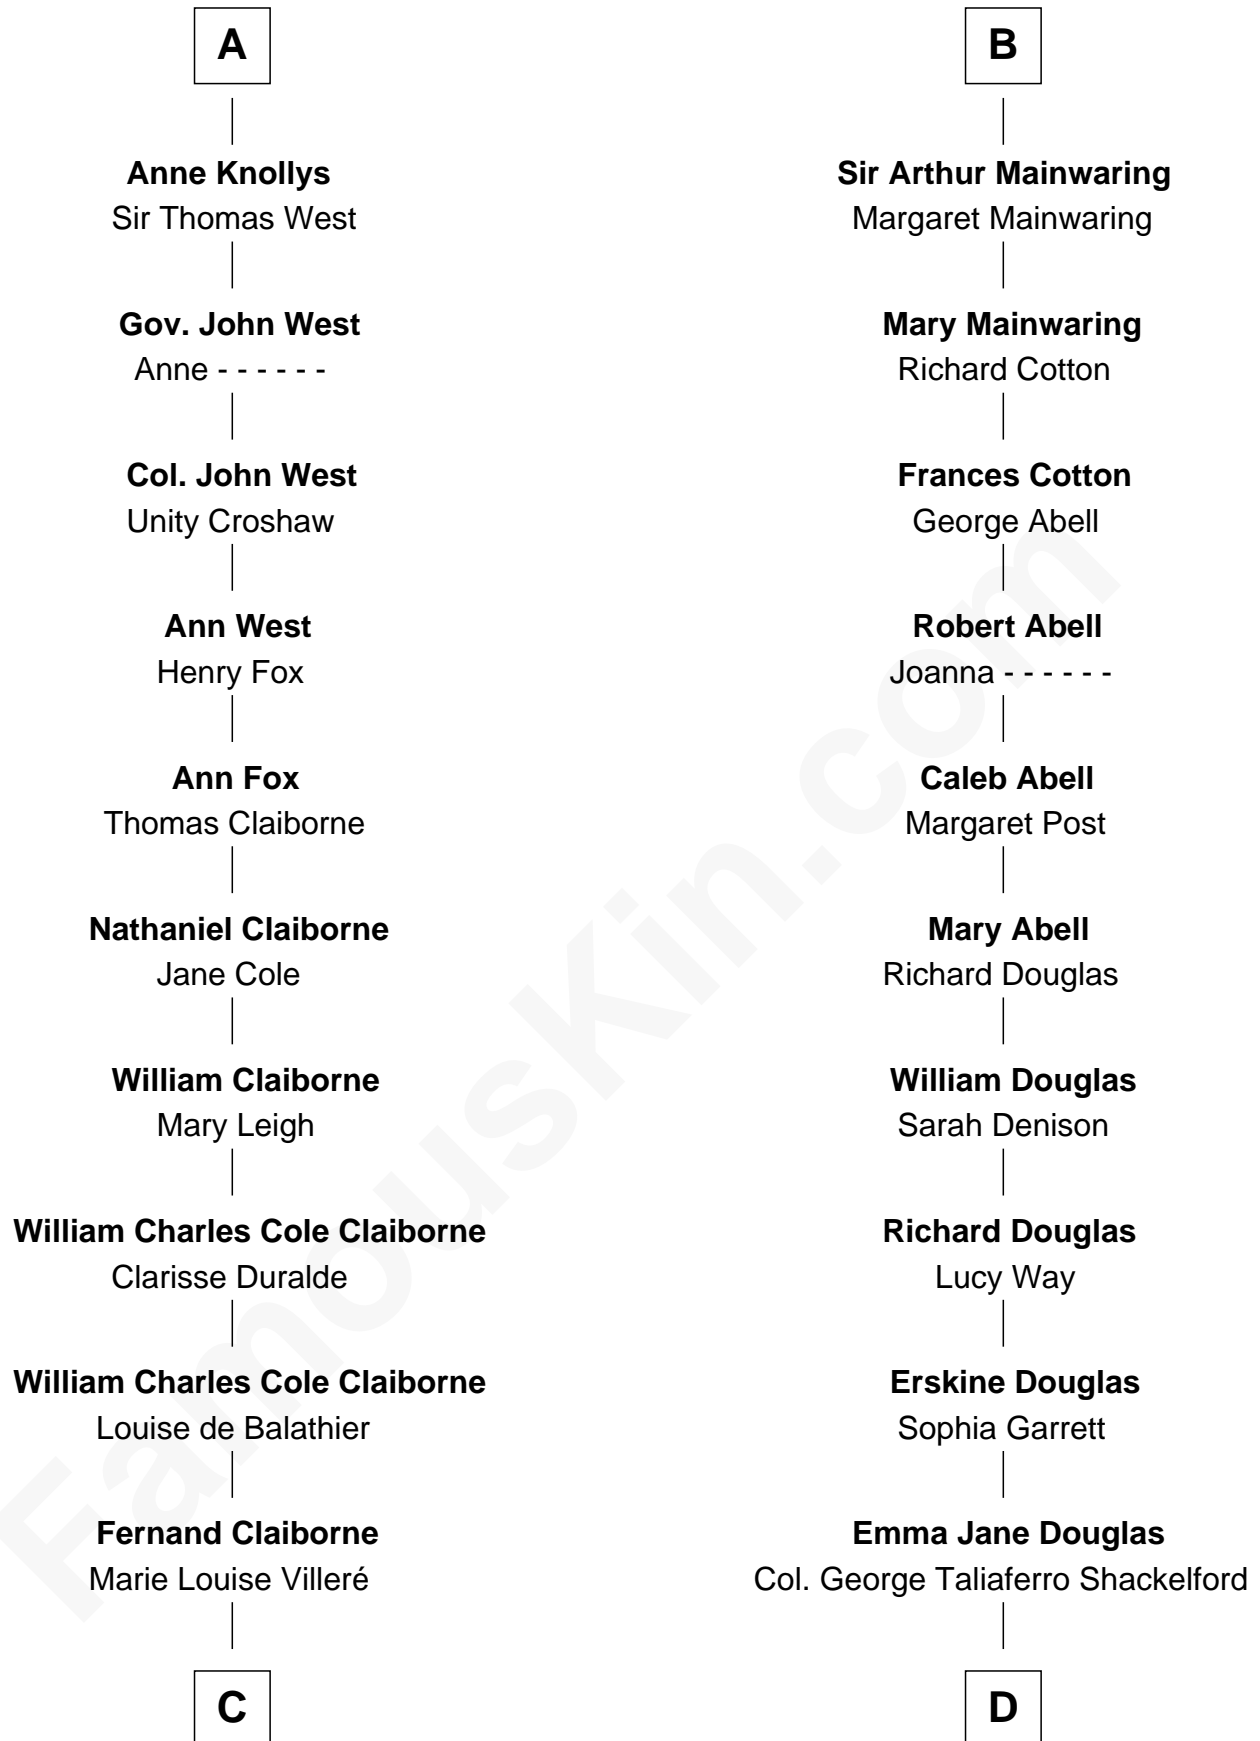 A
Anne Knollys
Sir Thomas West
Gov. John West
Anne - - - - - -
Col. John West
Unity Croshaw
Ann West
Henry Fox
Ann Fox
Thomas Claiborne
Nathaniel Claiborne
Jane Cole
William Claiborne
Mary Leigh
William Charles Cole Claiborne
Clarisse Duralde
William Charles Cole Claiborne
Louise de Balathier
Fernand Claiborne
Marie Louise Villeré
C
B
Sir Arthur Mainwaring
Margaret Mainwaring
Mary Mainwaring
Richard Cotton
Frances Cotton
George Abell
Robert Abell
Joanna - - - - - -
Caleb Abell
Margaret Post
Mary Abell
Richard Douglas
William Douglas
Sarah Denison
Richard Douglas
Lucy Way
Erskine Douglas
Sophia Garrett
Emma Jane Douglas
Col. George Taliaferro Shackelford
D
FamousKin.com